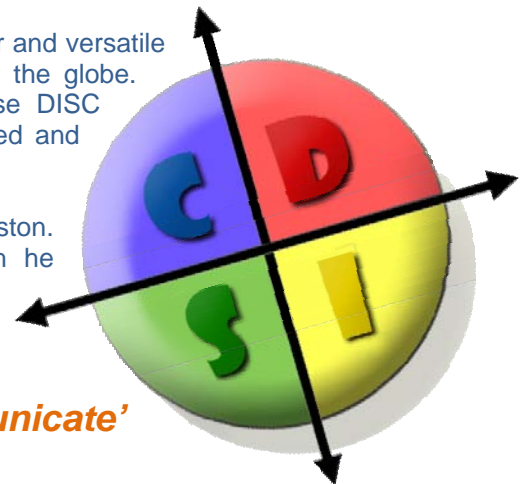 r and versatile
the globe.
se DISC
ed and
ston.
n he
unicate’
C D
S I